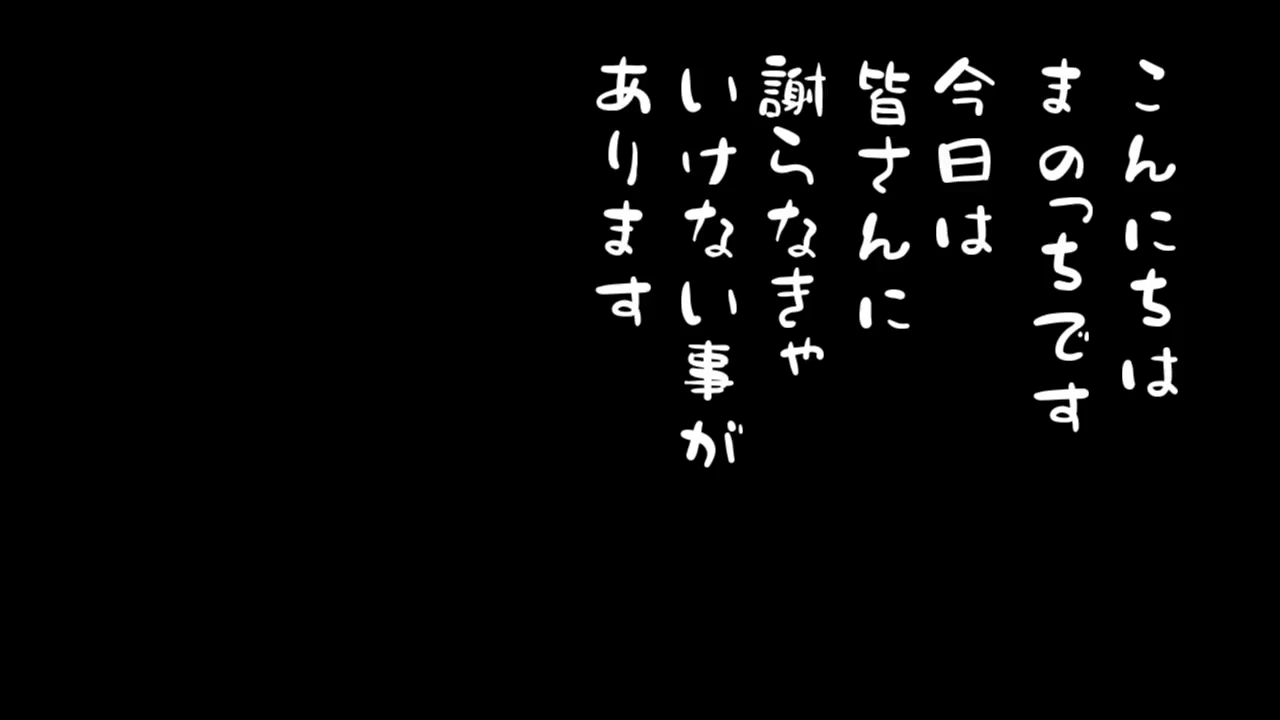 こんにちは
まのっちです
今日は
皆さんに
謝らなきゃ
いけない事が
あります